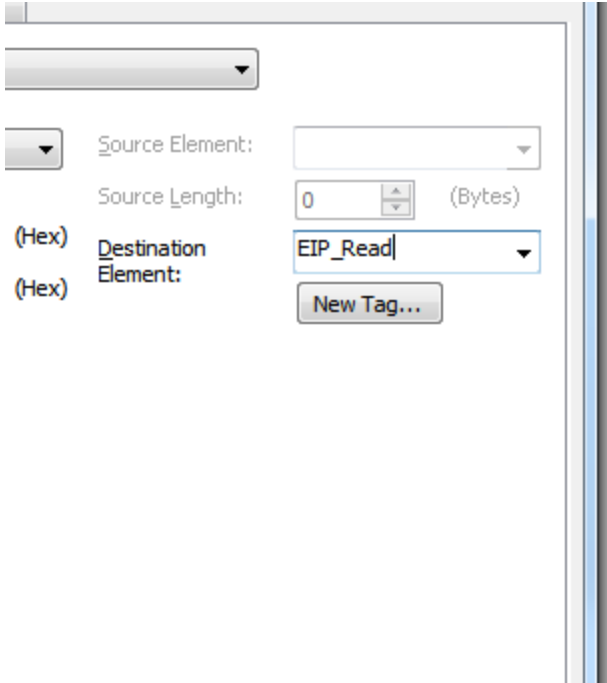 Source Element:
Source Length: 0 (Bytes)
(Hex) Destination Element: EIP_Read
(Hex)
New Tag...